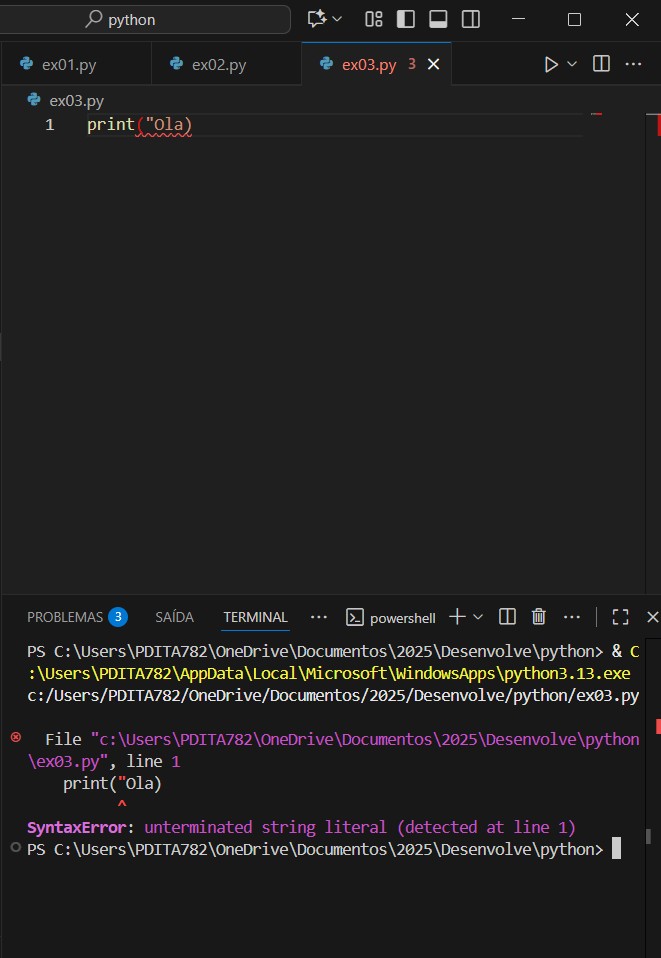 python
ex01.py ex02.py ex03.py 3
ex03.py
1 print("Ola)
PROBLEMAS 3 SAÍDA TERMINAL ... powershell
PS C:\Users\PDITA782\OneDrive\Documentos\2025\Desenvolve\python> & C
:\Users\PDITA782\AppData\Local\Microsoft\WindowsApps\python3.13.exe
c:/Users/PDITA782/OneDrive/Documentos/2025/Desenvolve/python/ex03.py
File "c:\Users\PDITA782\OneDrive\Documentos\2025\Desenvolve\python
\ex03.py", line 1
print("Ola)
^
SyntaxError: unterminated string literal (detected at line 1)
PS C:\Users\PDITA782\OneDrive\Documentos\2025\Desenvolve\python>